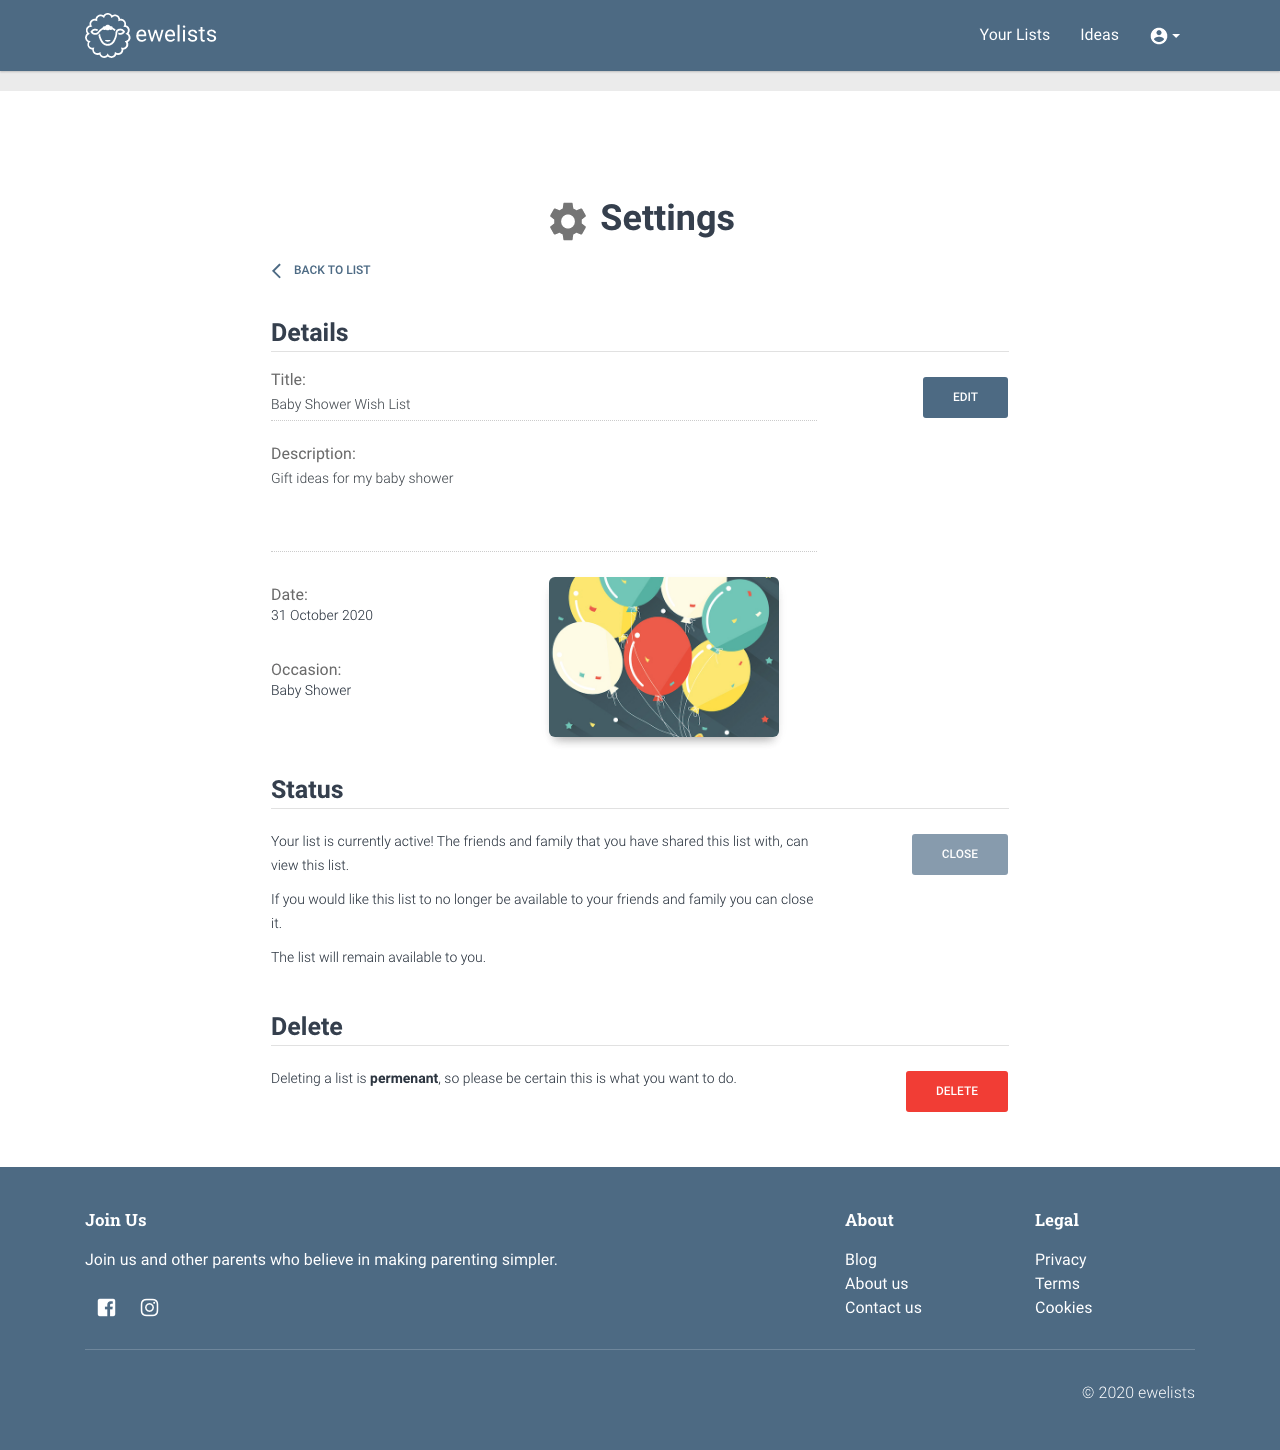 ewelists
Your Lists
Ideas
Settings
BACK TO LIST
Details
Title:
Baby Shower Wish List
EDIT
Description:
Gift ideas for my baby shower
Date:
31 October 2020
Occasion:
Baby Shower
Status
Your list is currently active! The friends and family that you have shared this list with, can
view this list.
CLOSE
If you would like this list to no longer be available to your friends and family you can close
it.
The list will remain available to you.
Delete
Deleting a list is permenant, so please be certain this is what you want to do.
DELETE
Join Us
Join us and other parents who believe in making parenting simpler.
About
Blog
About us
Contact us
Legal
Privacy
Terms
Cookies
© 2020 ewelists